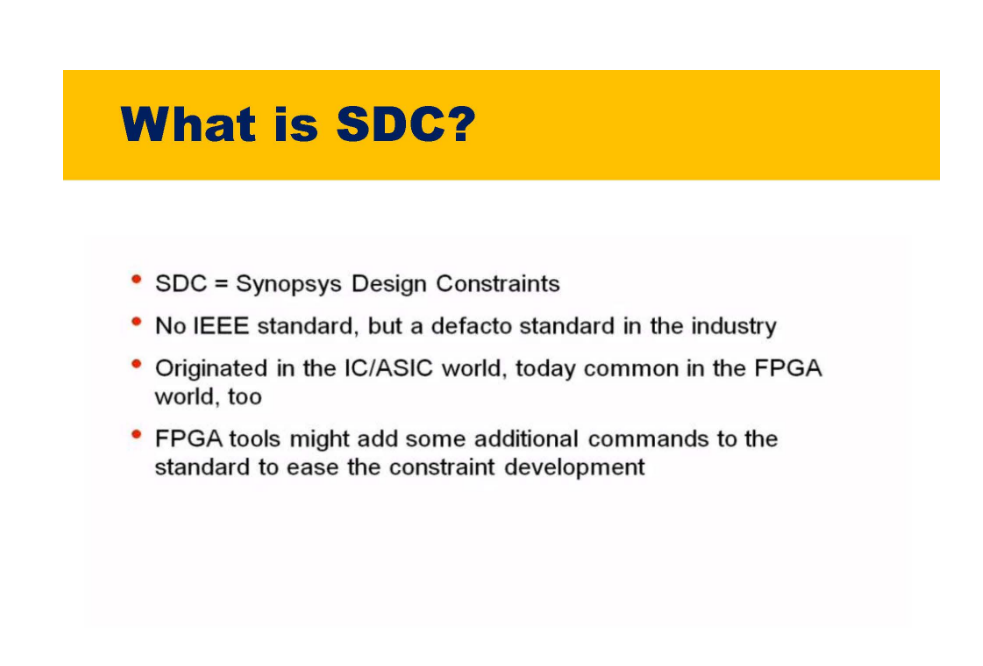 What is SDC?
• SDC = Synopsys Design Constraints
• No IEEE standard, but a defacto standard in the industry
• Originated in the IC/ASIC world, today common in the FPGA
world, too
• FPGA tools might add some additional commands to the
standard to ease the constraint development